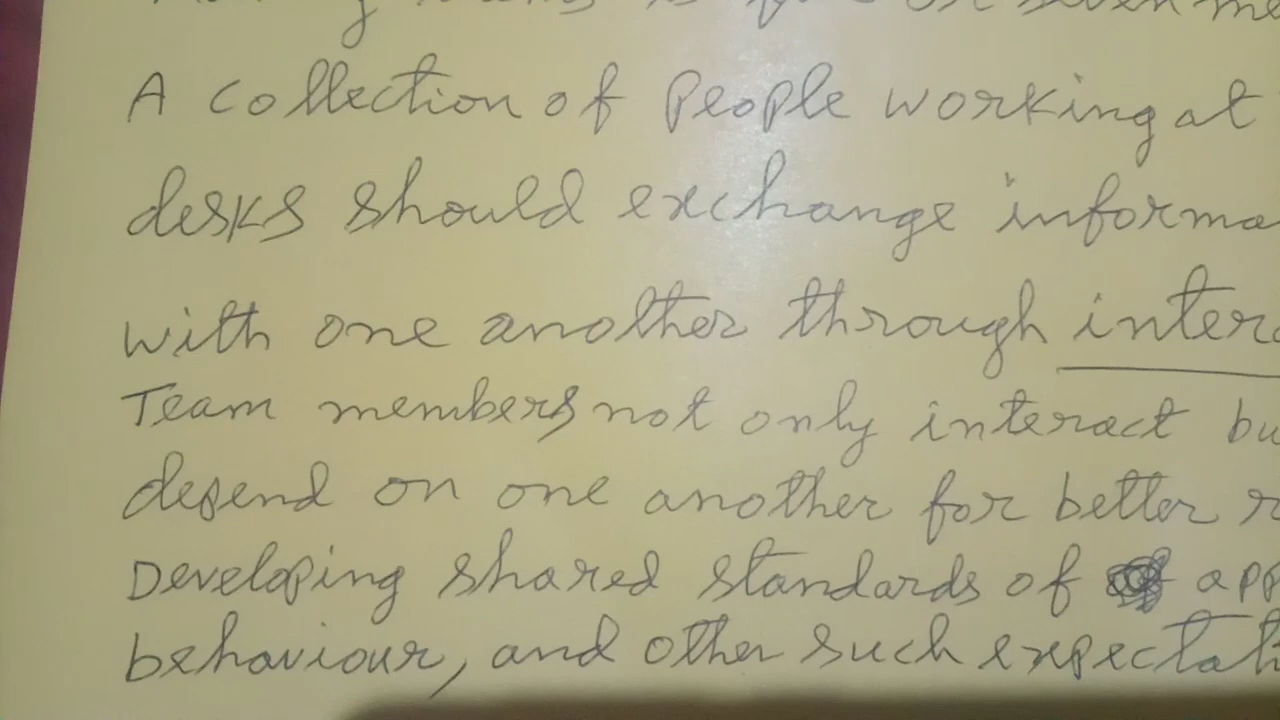 A collection of People working at
desks should exchange informa
with one another through inter
Team members not only interact bu
depend on one another for better r
Developing shared standards of app
behaviour, and other such expectati